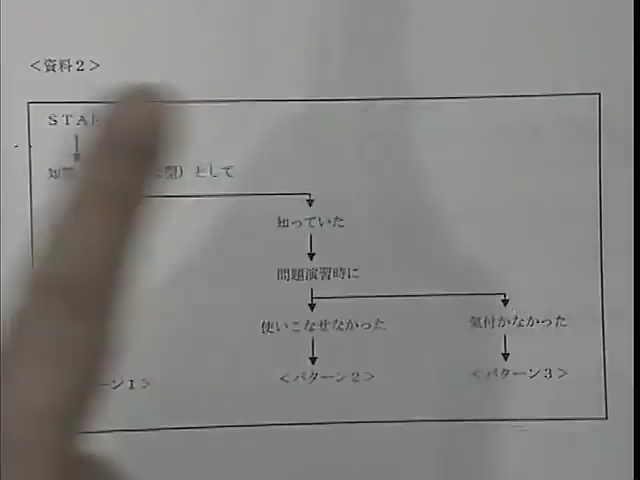 ＜資料２＞
ＳＴＡ
として
知っていた
問題演習時に
使いこなせなかった 気付かなかった
ーン１＞ ＜パターン２＞ ＜パターン３＞